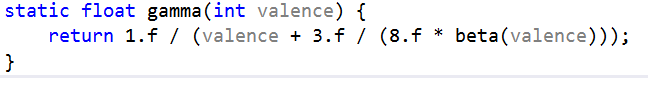 static float gamma(int valence) {
    return 1.f / (valence + 3.f / (8.f * beta(valence)));
}